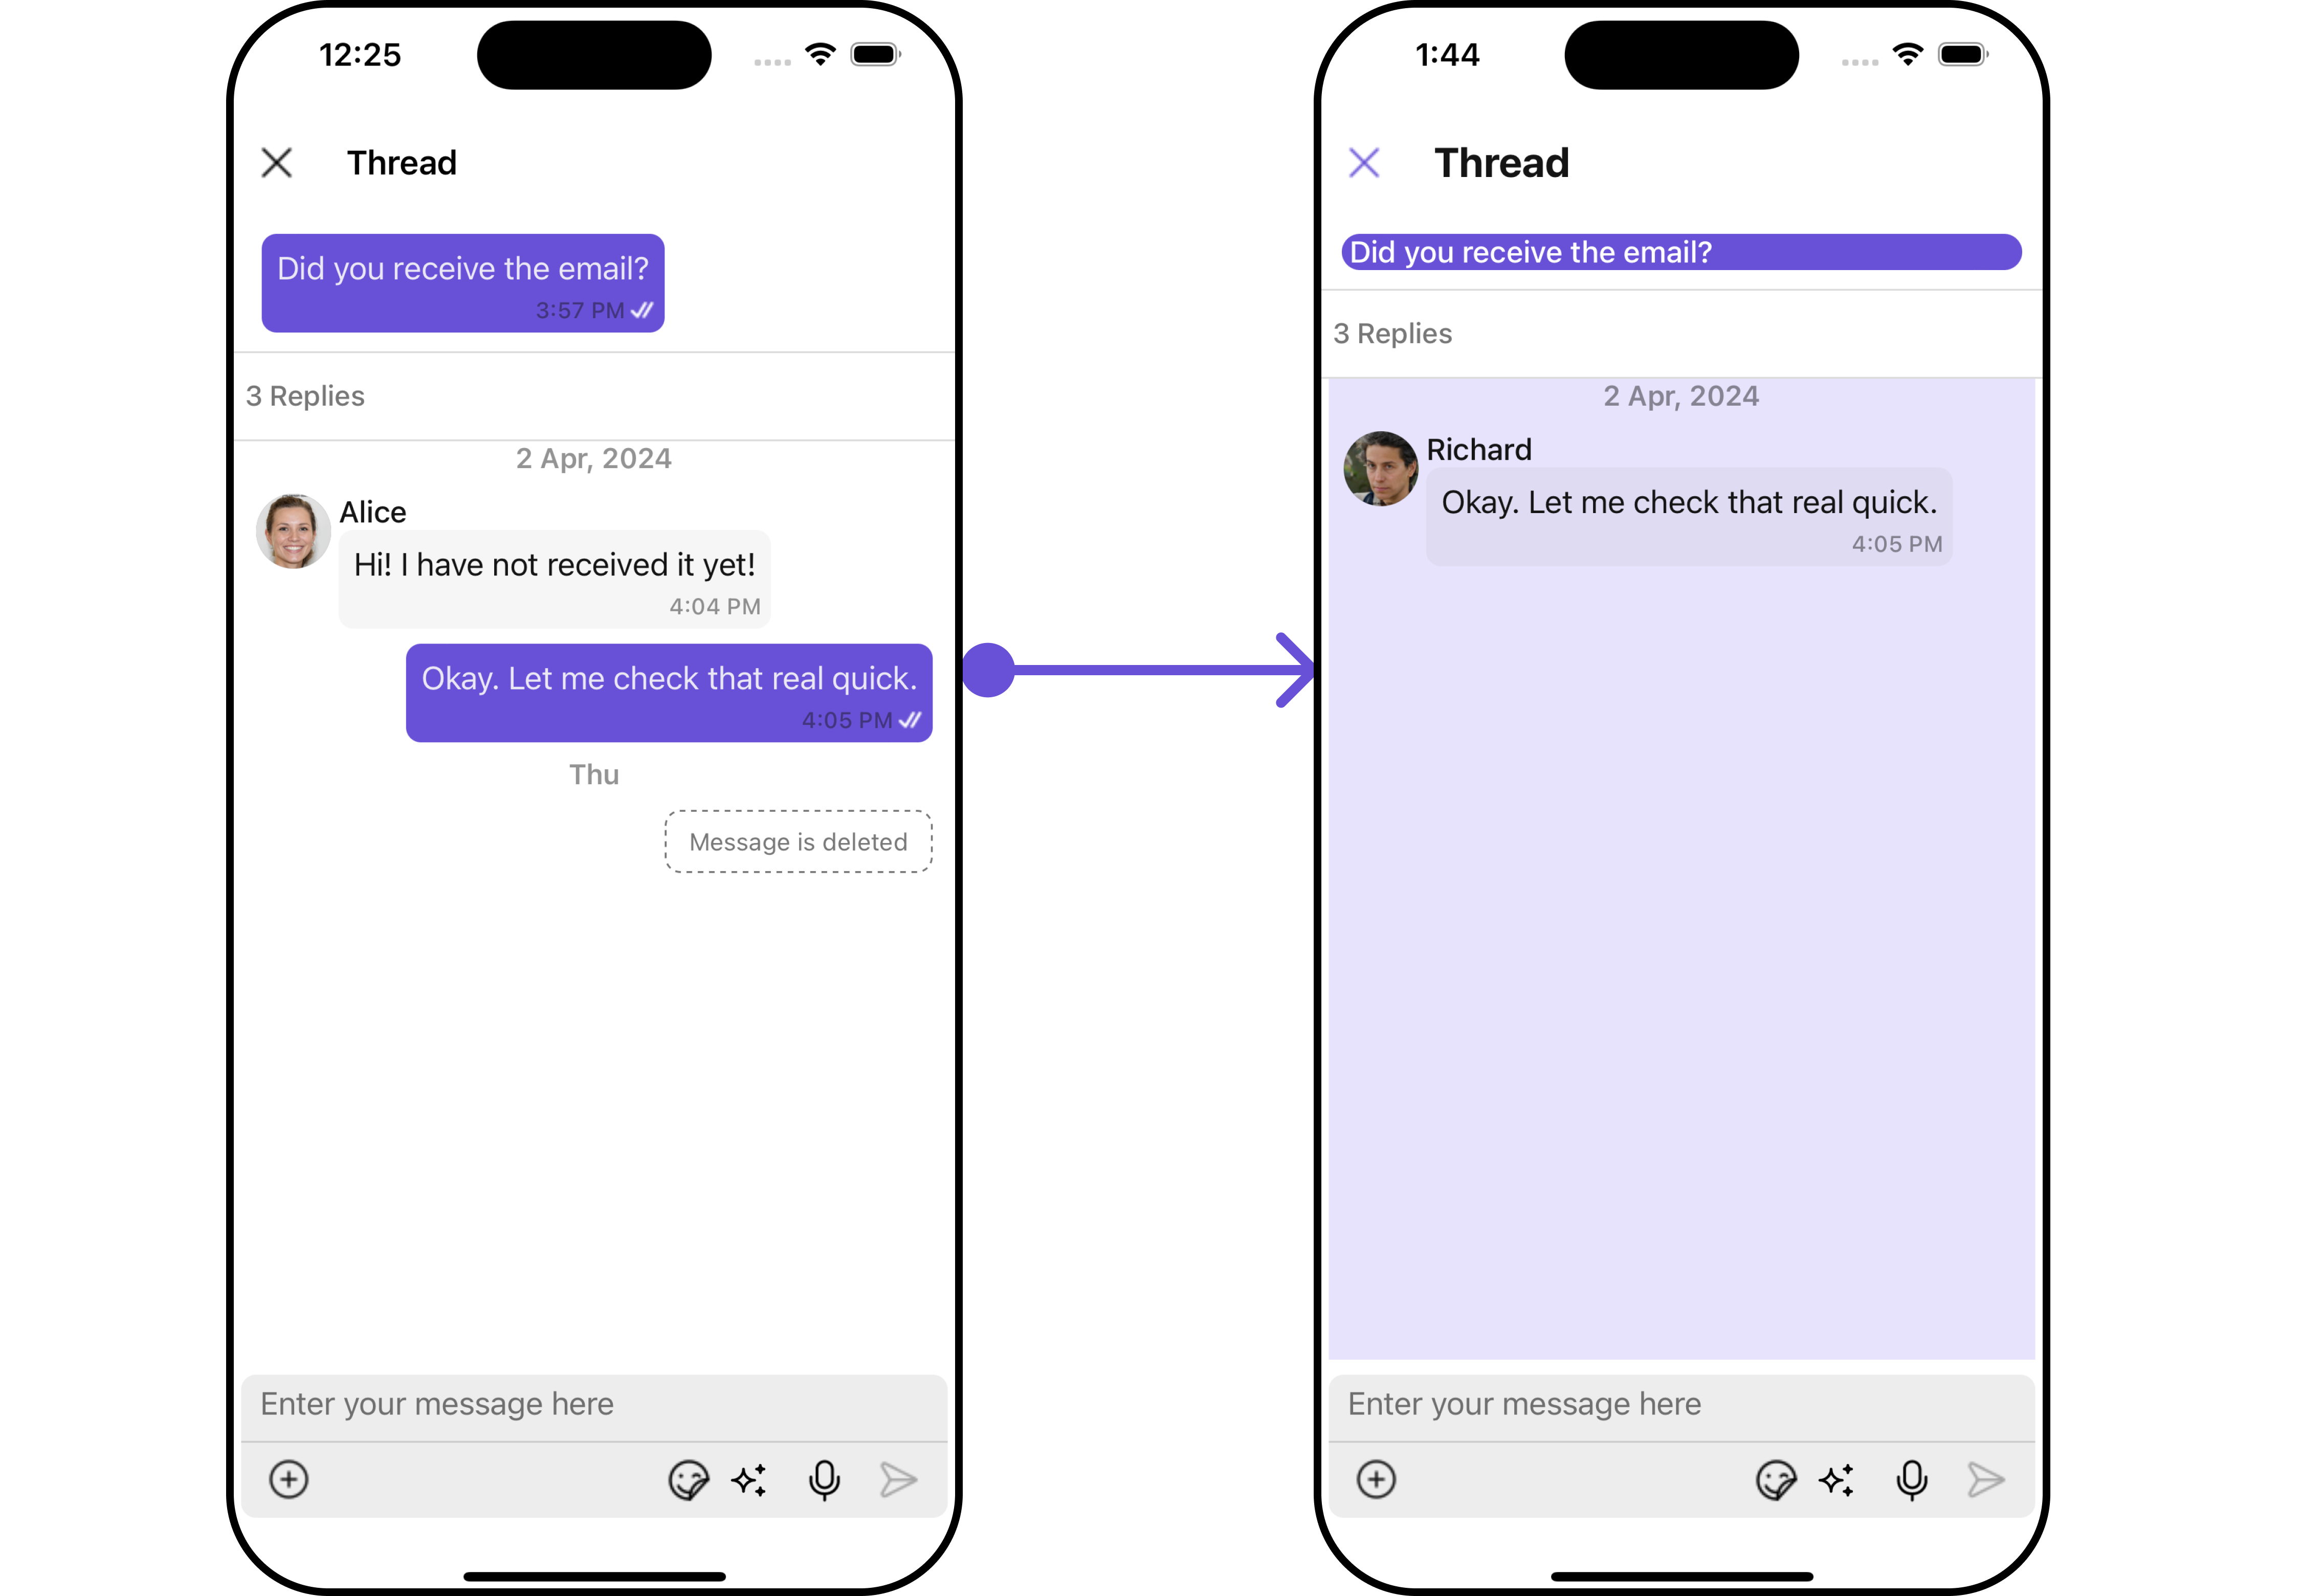 12:25
Thread
Did you receive the email?
3:57 PM
3 Replies
2 Apr, 2024
Alice
Hi! I have not received it yet!
4:04 PM
Okay. Let me check that real quick.
4:05 PM
Thu
Message is deleted
Enter your message here
1:44
Thread
Did you receive the email?
3 Replies
2 Apr, 2024
Richard
Okay. Let me check that real quick.
4:05 PM
Enter your message here